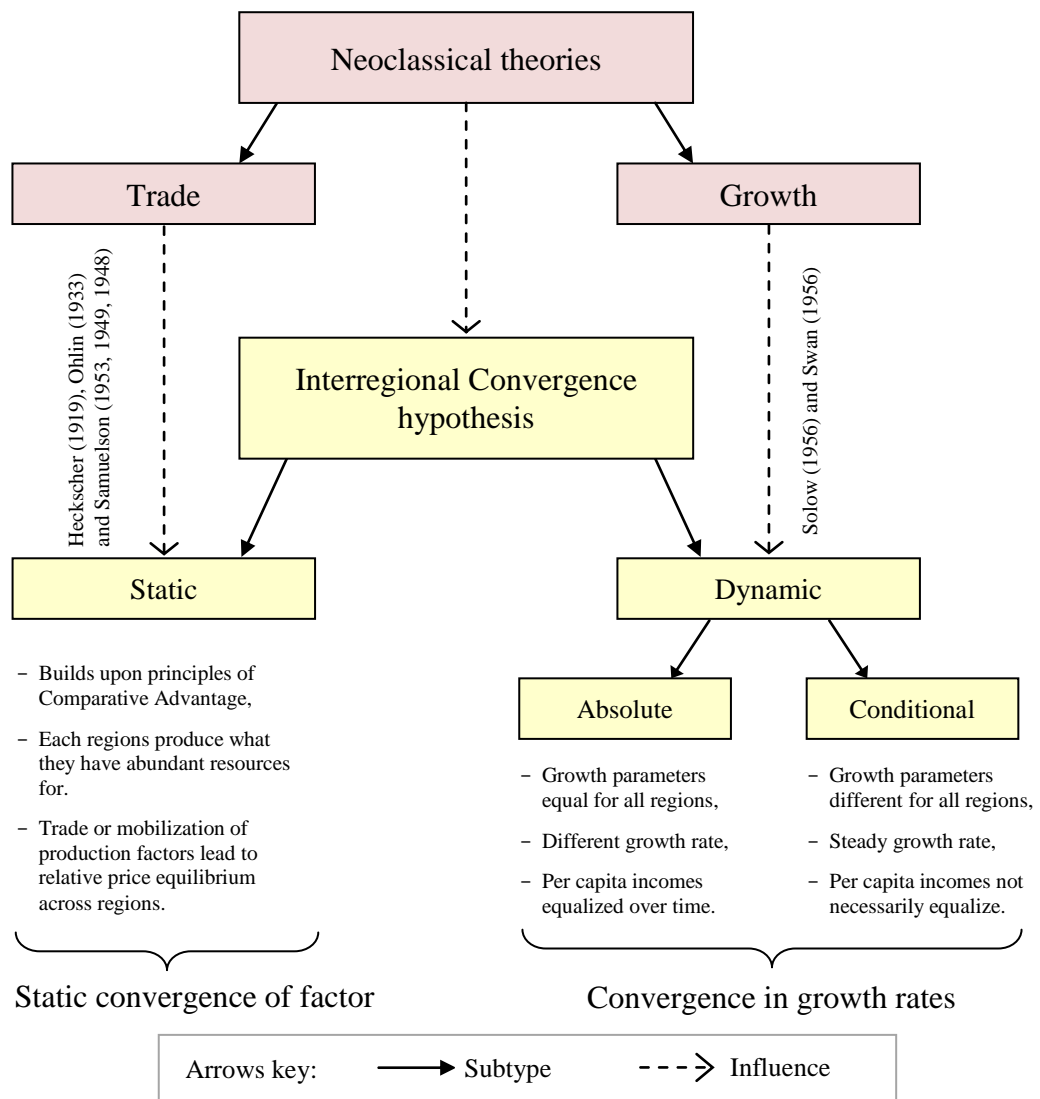 Neoclassical theories
Trade
Growth
Heckscher (1919), Ohlin (1933)
and Samuelson (1953, 1949, 1948)
Solow (1956) and Swan (1956)
Interregional Convergence
hypothesis
Static
Dynamic
– Builds upon principles of
Comparative Advantage,
– Each regions produce what
they have abundant resources
for.
– Trade or mobilization of
production factors lead to
relative price equilibrium
across regions.
Absolute
Conditional
– Growth parameters
equal for all regions,
– Different growth rate,
– Per capita incomes
equalized over time.
– Growth parameters
different for all regions,
– Steady growth rate,
– Per capita incomes not
necessarily equalize.
Static convergence of factor
Convergence in growth rates
Arrows key:
Subtype
Influence